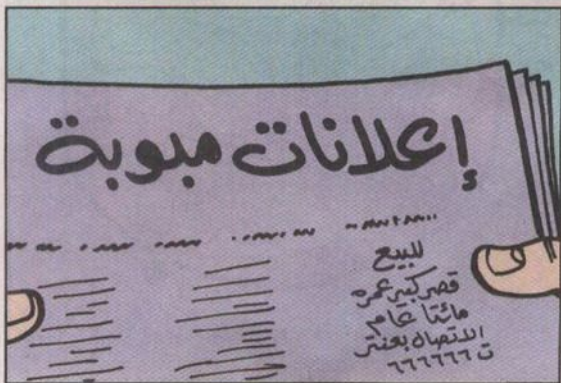 إعلانات مبوبة
للبيع
قصر كبير عمره
مائتا عام
الاتصال بعنتر
ت ٦٦٦٦٦٦